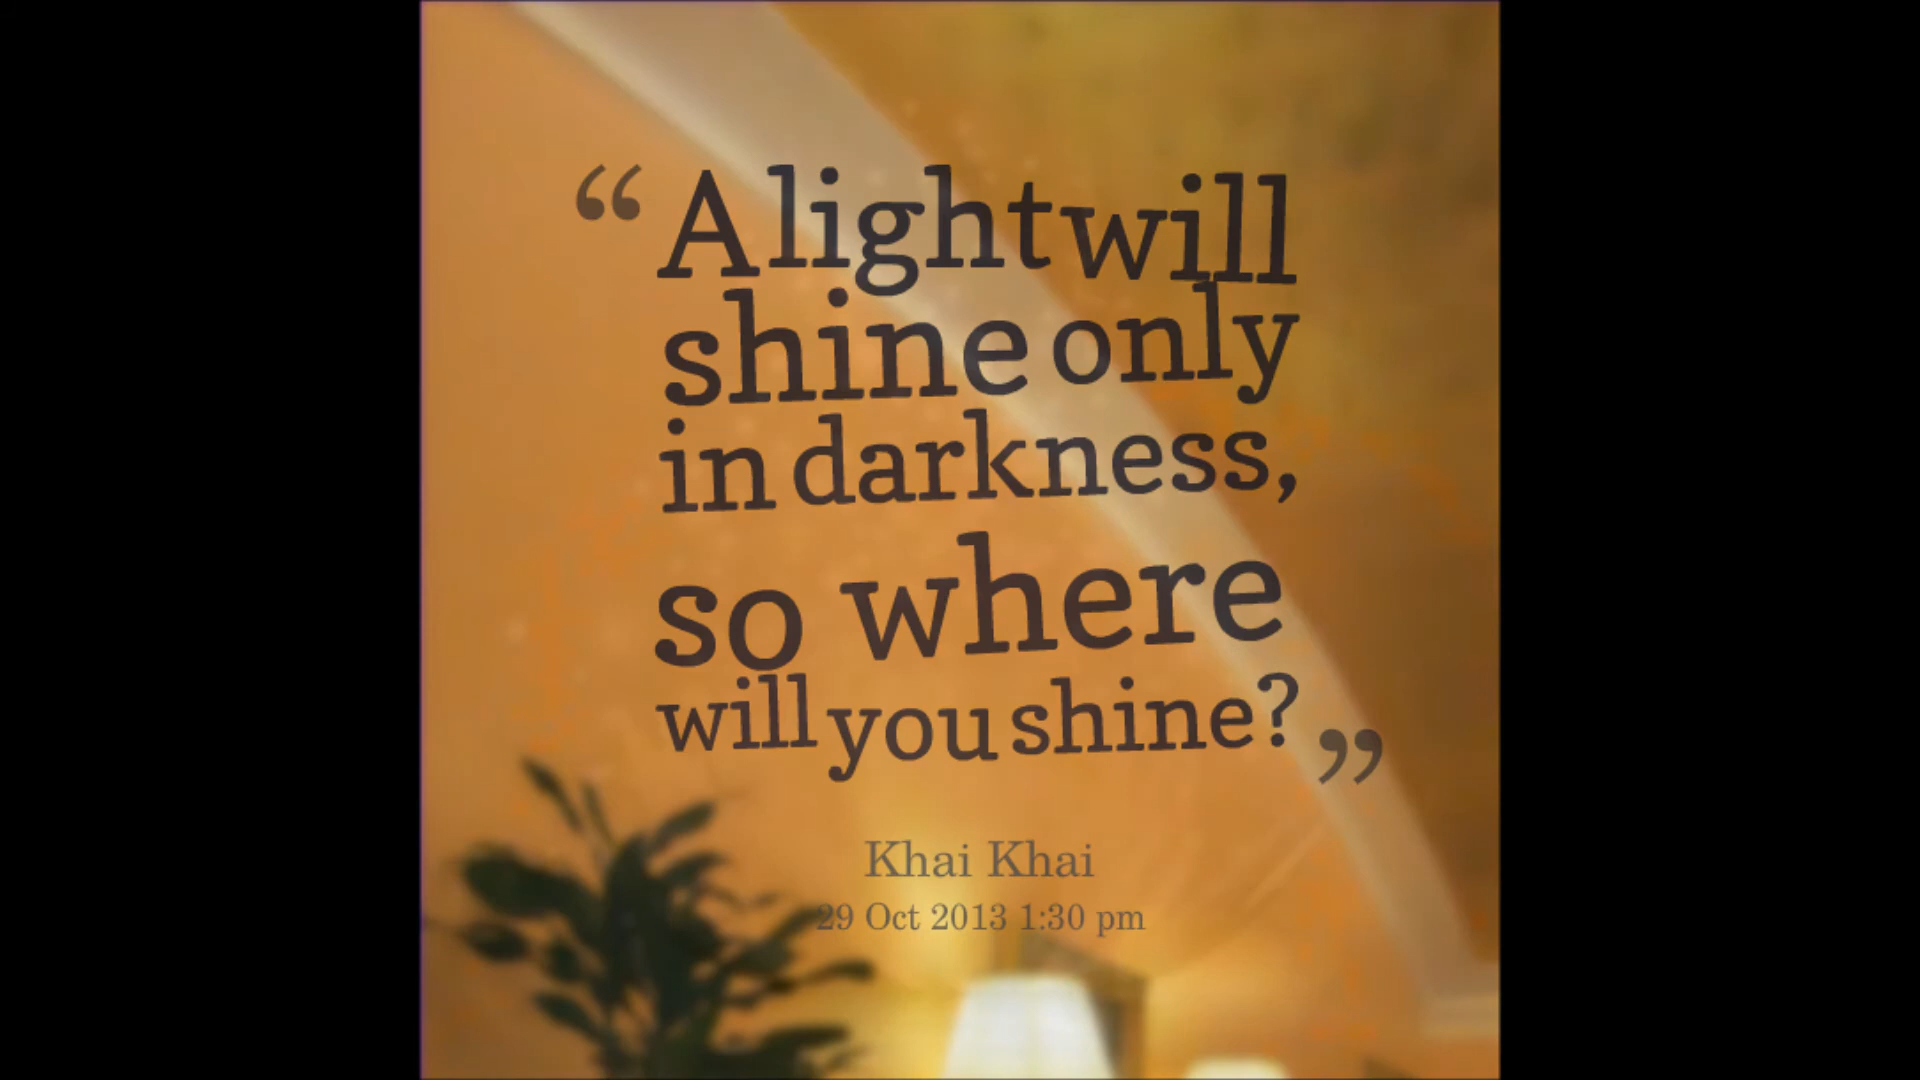 “ A light will
shine only
in darkness,
so where
will you shine? ”
Khai Khai
29 Oct 2013 1:30 pm